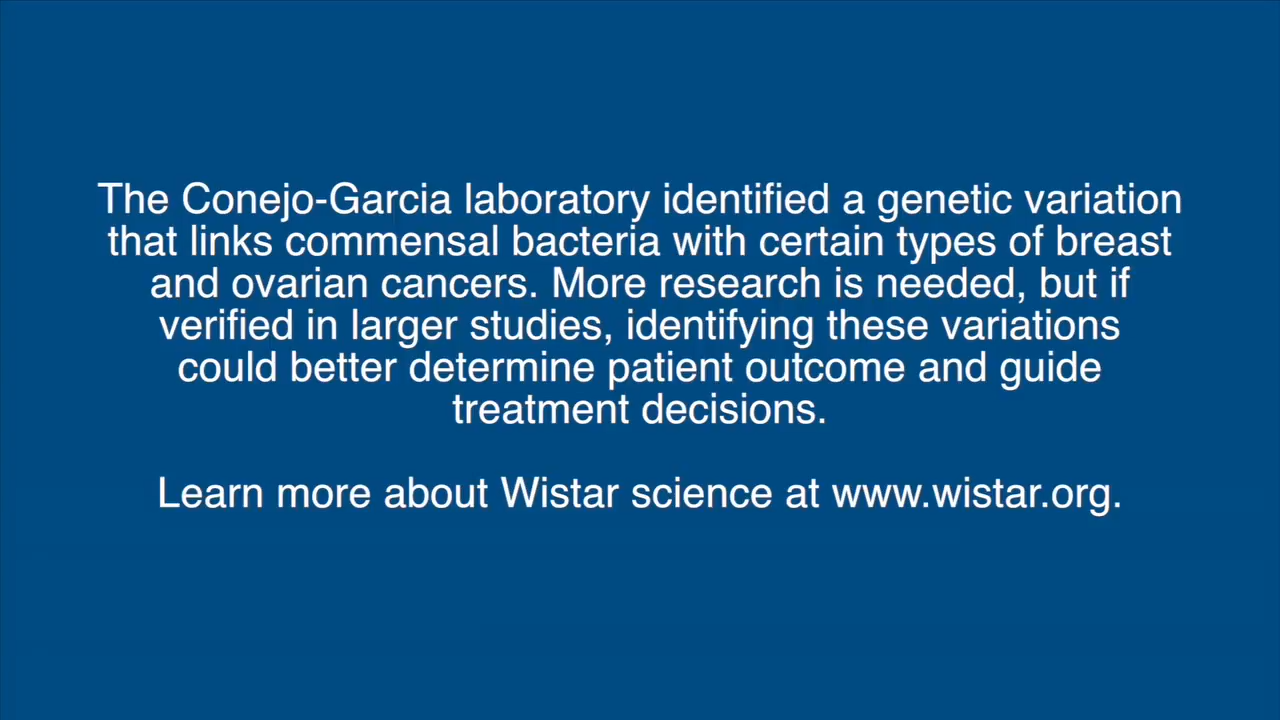 The Conejo-Garcia laboratory identified a genetic variation
that links commensal bacteria with certain types of breast
and ovarian cancers. More research is needed, but if
verified in larger studies, identifying these variations
could better determine patient outcome and guide
treatment decisions.
Learn more about Wistar science at www.wistar.org.